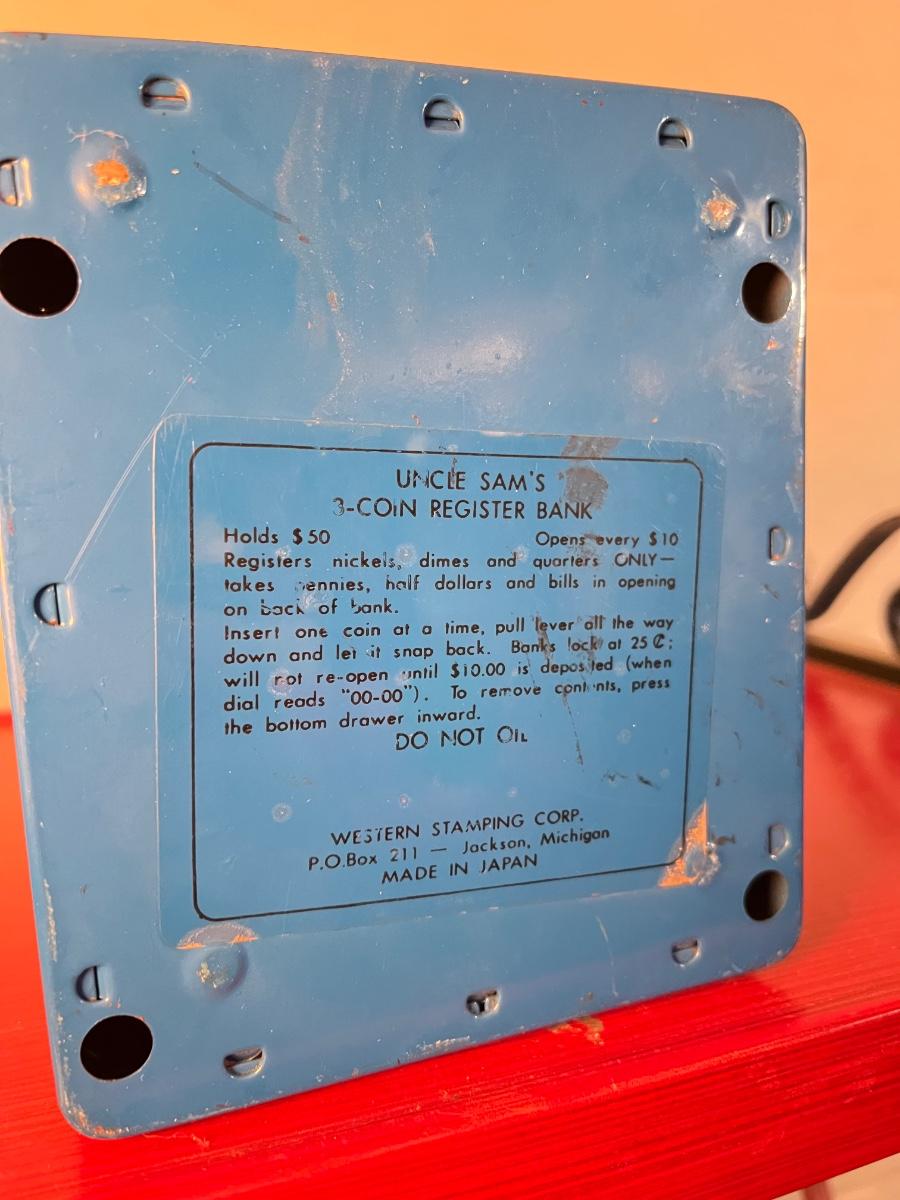 UNCLE SAM'S
3-COIN REGISTER BANK
Holds $50 Opens every $10
Registers nickels, dimes and quarters ONLY—
takes pennies, half dollars and bills in opening
on back of bank.
Insert one coin at a time, pull lever all the way
down and let it snap back. Banks lock at 25¢;
will not re-open until $10.00 is deposited (when
dial reads "00-00"). To remove contents, press
the bottom drawer inward.
DO NOT OIL
WESTERN STAMPING CORP.
P.O.Box 211 — Jackson, Michigan
MADE IN JAPAN